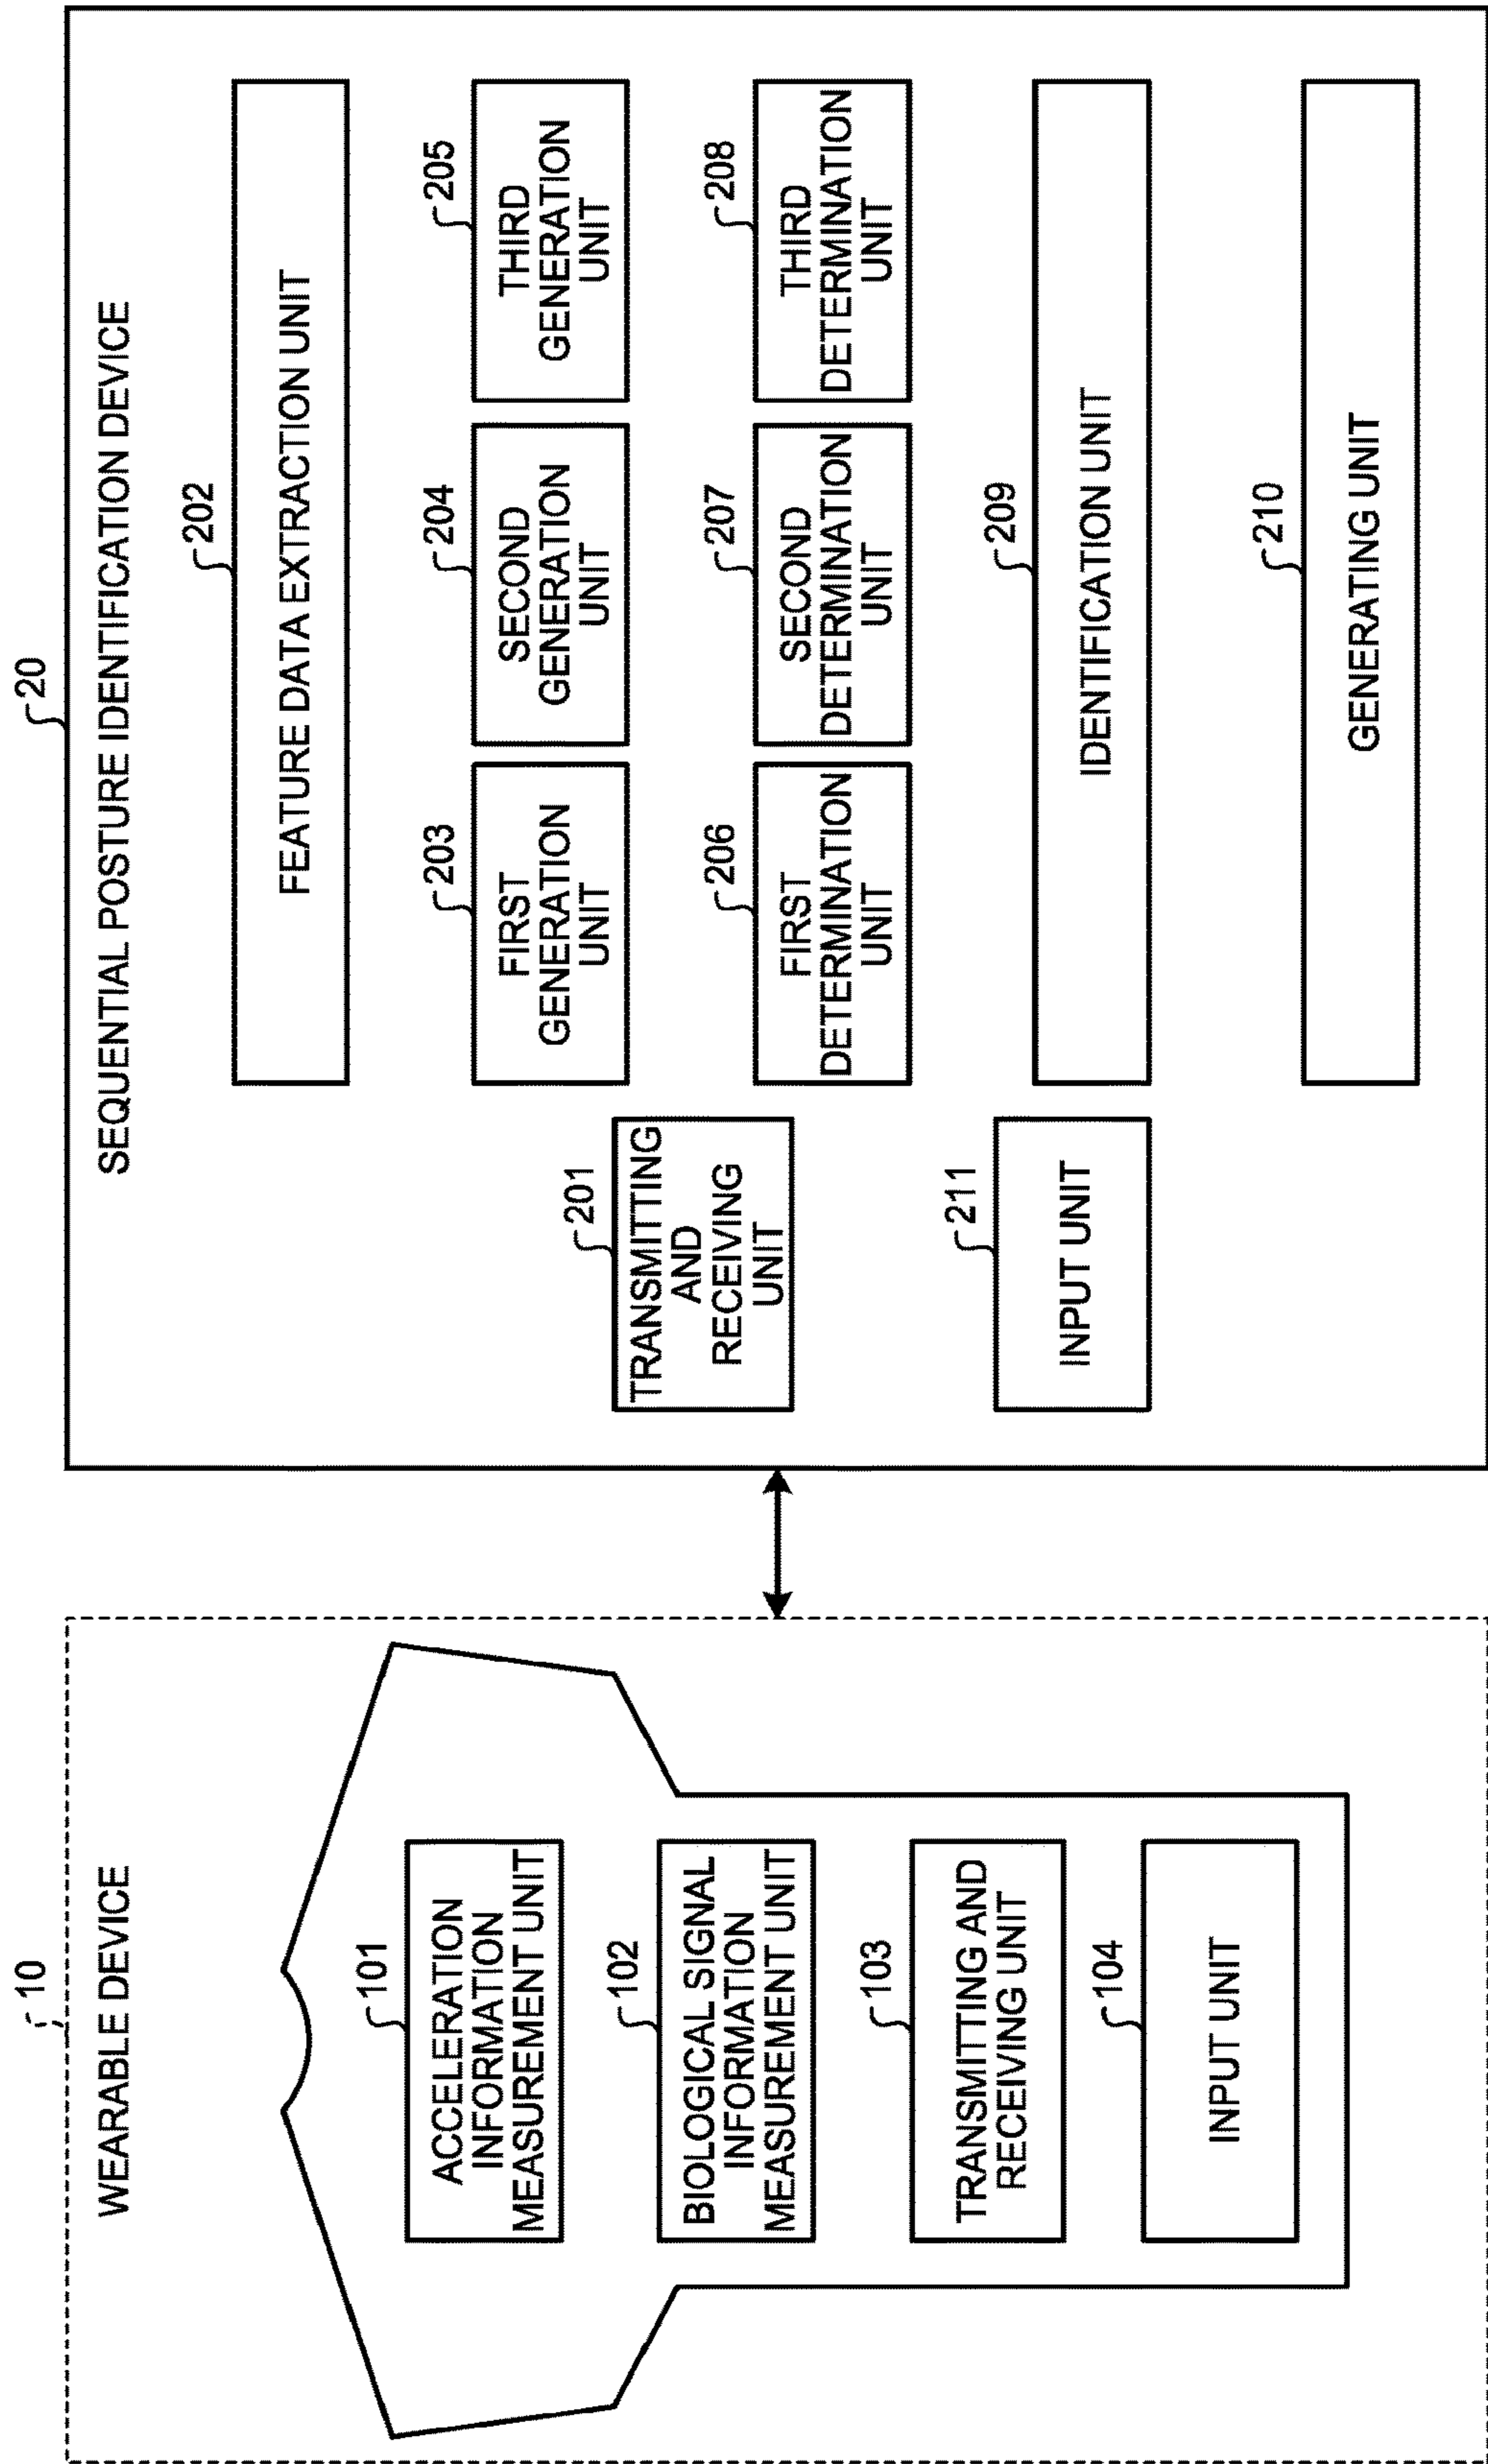 10
WEARABLE DEVICE
101
ACCELERATION
INFORMATION
MEASUREMENT UNIT
102
BIOLOGICAL SIGNAL
INFORMATION
MEASUREMENT UNIT
103
TRANSMITTING AND
RECEIVING UNIT
104
INPUT UNIT
20
SEQUENTIAL POSTURE IDENTIFICATION DEVICE
201
TRANSMITTING
AND
RECEIVING
UNIT
211
INPUT UNIT
202
FEATURE DATA EXTRACTION UNIT
203
FIRST
GENERATION
UNIT
204
SECOND
GENERATION
UNIT
205
THIRD
GENERATION
UNIT
206
FIRST
DETERMINATION
UNIT
207
SECOND
DETERMINATION
UNIT
208
THIRD
DETERMINATION
UNIT
209
IDENTIFICATION UNIT
210
GENERATING UNIT